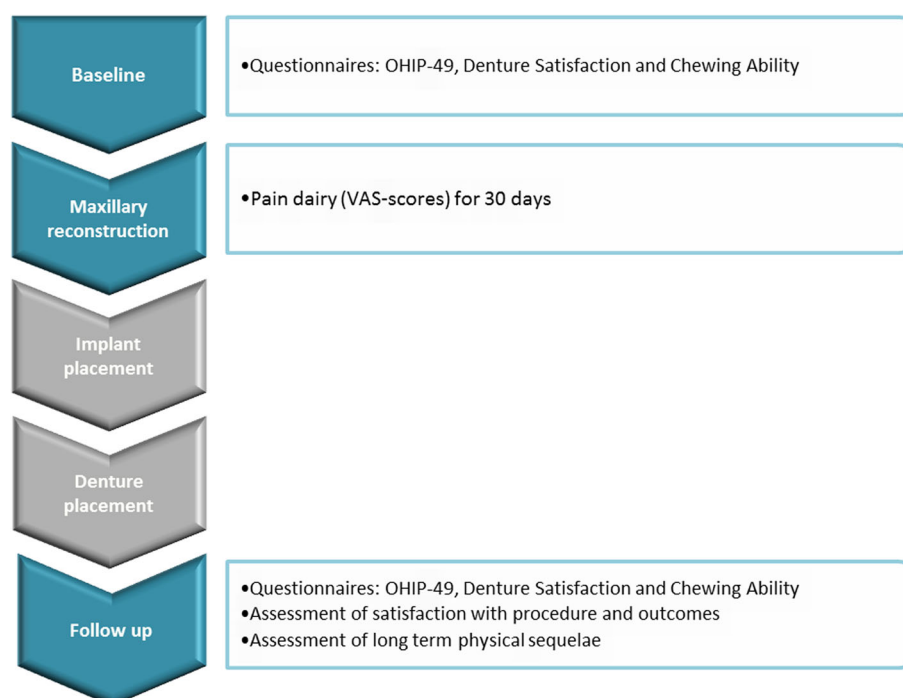 Baseline
•Questionnaires: OHIP-49, Denture Satisfaction and Chewing Ability
Maxillary
reconstruction
•Pain dairy (VAS-scores) for 30 days
Implant
placement
Denture
placement
Follow up
•Questionnaires: OHIP-49, Denture Satisfaction and Chewing Ability
•Assessment of satisfaction with procedure and outcomes
•Assessment of long term physical sequelae